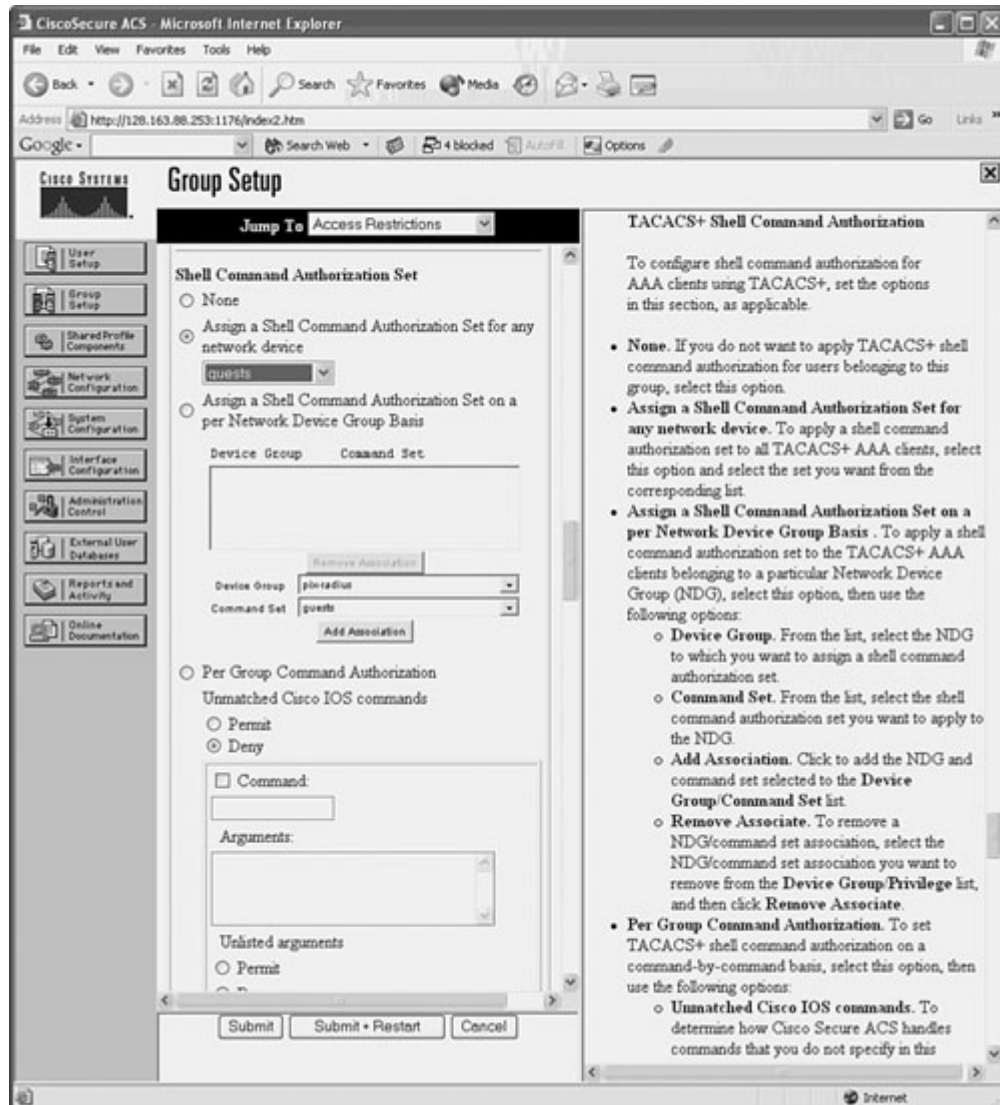 CiscoSecure ACS - Microsoft Internet Explorer
File Edit View Favorites Tools Help
Back Search Favorites Media
Address http://128.163.88.253:1176/index2.htm Go Links »
Google Search Web 4 blocked AutoFill Options
CISCO SYSTEMS
Group Setup
Jump To Access Restrictions
User Setup
Group Setup
Shared Profile Components
Network Configuration
System Configuration
Interface Configuration
Administration Control
External User Databases
Reports and Activity
Online Documentation
Shell Command Authorization Set
None
Assign a Shell Command Authorization Set for any
network device
guests
Assign a Shell Command Authorization Set on a
per Network Device Group Basis
Device Group Command Set
Remove Association
Device Group pix-radius
Command Set guests
Add Association
Per Group Command Authorization
Unmatched Cisco IOS commands
Permit
Deny
Command:
Arguments:
Unlisted arguments
Permit
Submit Submit + Restart Cancel
TACACS+ Shell Command Authorization
To configure shell command authorization for
AAA clients using TACACS+, set the options
in this section, as applicable.
• None. If you do not want to apply TACACS+ shell
command authorization for users belonging to this
group, select this option.
• Assign a Shell Command Authorization Set for
any network device. To apply a shell command
authorization set to all TACACS+ AAA clients, select
this option and select the set you want from the
corresponding list.
• Assign a Shell Command Authorization Set on a
per Network Device Group Basis . To apply a shell
command authorization set to the TACACS+ AAA
clients belonging to a particular Network Device
Group (NDG), select this option, then use the
following options:
o Device Group. From the list, select the NDG
to which you want to assign a shell command
authorization set.
o Command Set. From the list, select the shell
command authorization set you want to apply to
the NDG.
o Add Association. Click to add the NDG and
command set selected to the Device
Group/Command Set list.
o Remove Associate. To remove a
NDG/command set association, select the
NDG/command set association you want to
remove from the Device Group/Privilege list,
and then click Remove Associate.
• Per Group Command Authorization. To set
TACACS+ shell command authorization on a
command-by-command basis, select this option, then
use the following options:
o Unmatched Cisco IOS commands. To
determine how Cisco Secure ACS handles
commands that you do not specify in this
Internet